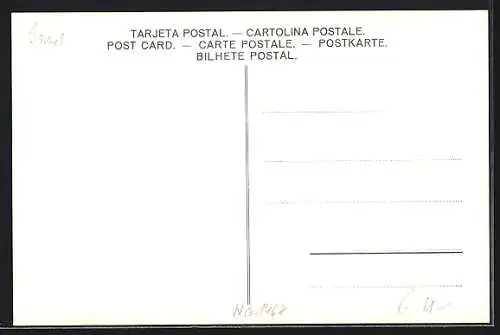 TARJETA POSTAL. — CARTOLINA POSTALE.
POST CARD. — CARTE POSTALE. — POSTKARTE.
BILHETE POSTAL.